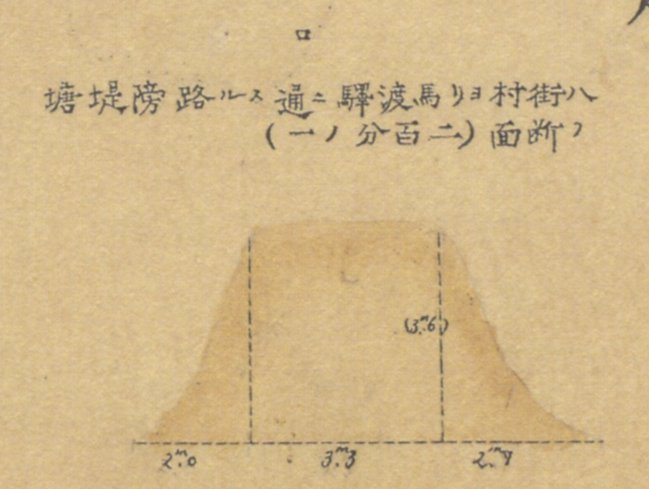 ロ
八街村ヨリ馬渡驛ニ通スル路傍堤塘
ノ断面(二百分ノ一)
(3.ᵐ6)
2.ᵐ0 3.ᵐ3 2.ᵐ9